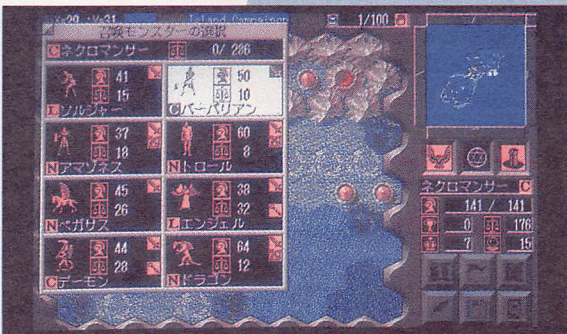 X=29 :Y=31 Island Campaign 1/100
召喚モンスターの選択
C ネクロマンサー 0/286
41
15
L ソルジャー
50
10
C バーバリアン
37
18
N アマゾネス
60
8
N トロール
45
26
N ペガサス
38
32
L エンジェル
44
28
C デーモン
64
12
N ドラゴン
ネクロマンサー C
141/ 141
0 176
7 15